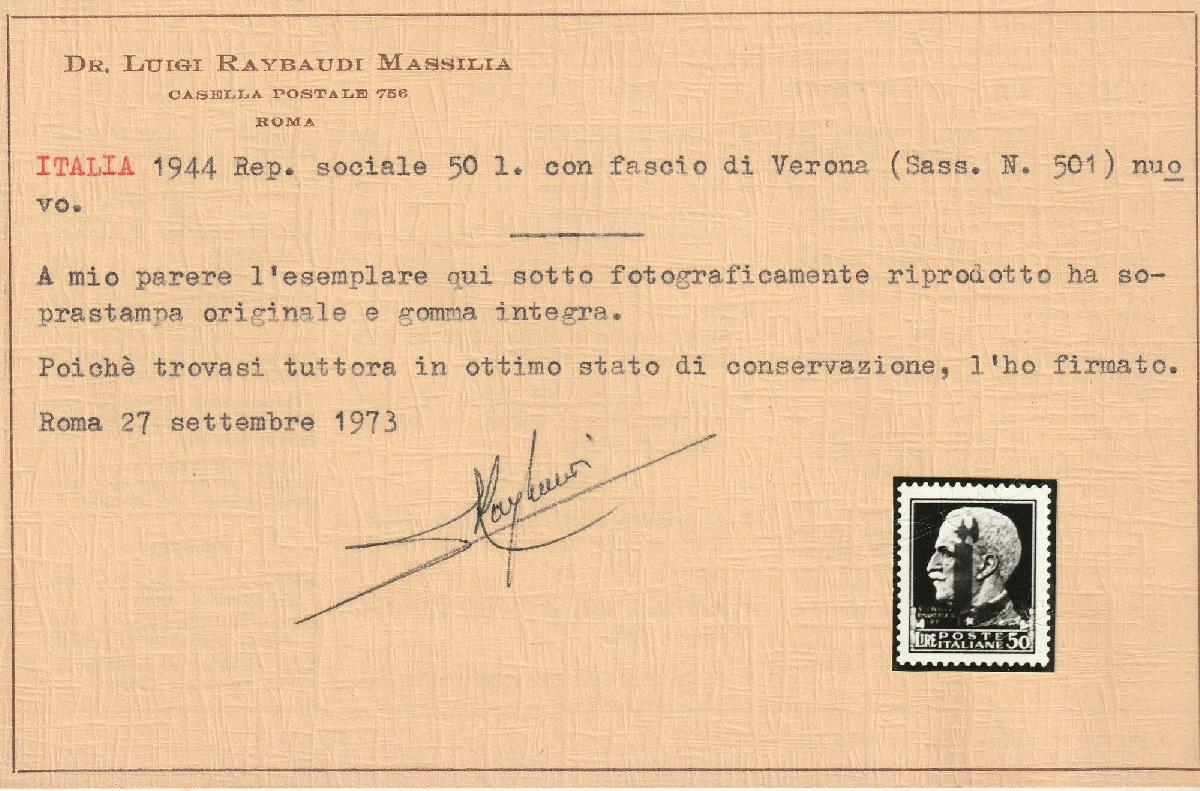 DR. LUIGI RAYBAUDI MASSILIA
CASELLA POSTALE 756
ROMA
ITALIA 1944 Rep. sociale 50 l. con fascio di Verona (Sass. N. 501) nuo
vo.
A mio parere l'esemplare qui sotto fotograficamente riprodotto ha so-
prastampa originale e gomma integra.
Poichè trovasi tuttora in ottimo stato di conservazione, l'ho firmato.
Roma 27 settembre 1973
Raybaudi
LIRE POSTE ITALIANE 50